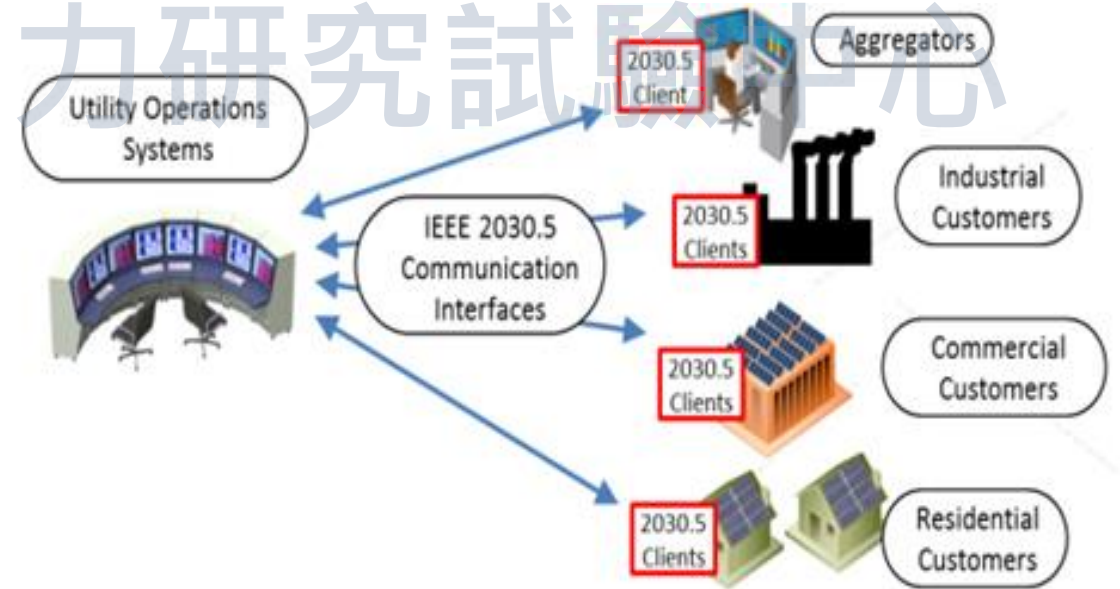 力研究試驗中心
Utility Operations
Systems
IEEE 2030.5
Communication
Interfaces
2030.5
Client
Aggregators
2030.5
Clients
Industrial
Customers
2030.5
Clients
Commercial
Customers
2030.5
Clients
Residential
Customers